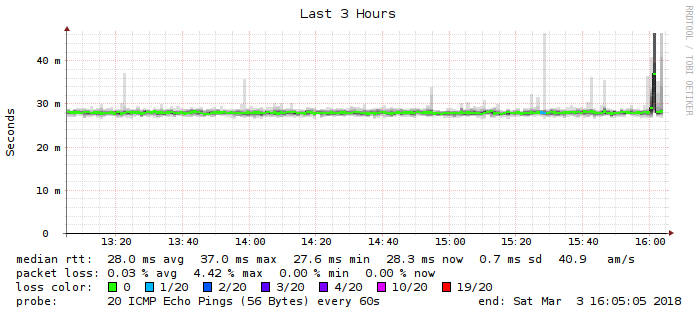 Last 3 Hours
RRDTOOL / TOBI OETIKER
Seconds
40 m
30 m
20 m
10 m
0
13:20 13:40 14:00 14:20 14:40 15:00 15:20 15:40 16:00
median rtt: 28.0 ms avg 37.0 ms max 27.6 ms min 28.3 ms now 0.7 ms sd 40.9 am/s
packet loss: 0.03 % avg 4.42 % max 0.00 % min 0.00 % now
loss color: 0 1/20 2/20 3/20 4/20 10/20 19/20
probe: 20 ICMP Echo Pings (56 Bytes) every 60s end: Sat Mar 3 16:05:05 2018